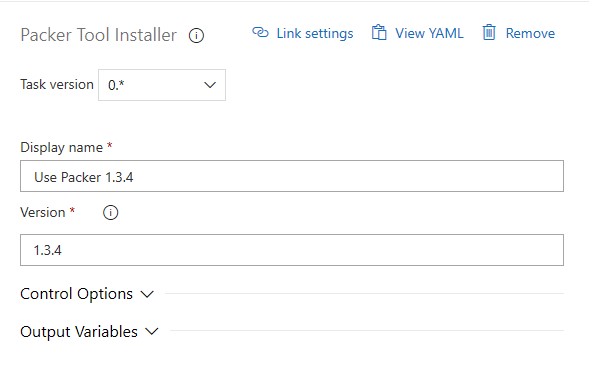 Packer Tool Installer Link settings View YAML Remove
Task version 0.*
Display name *
Use Packer 1.3.4
Version *
1.3.4
Control Options
Output Variables